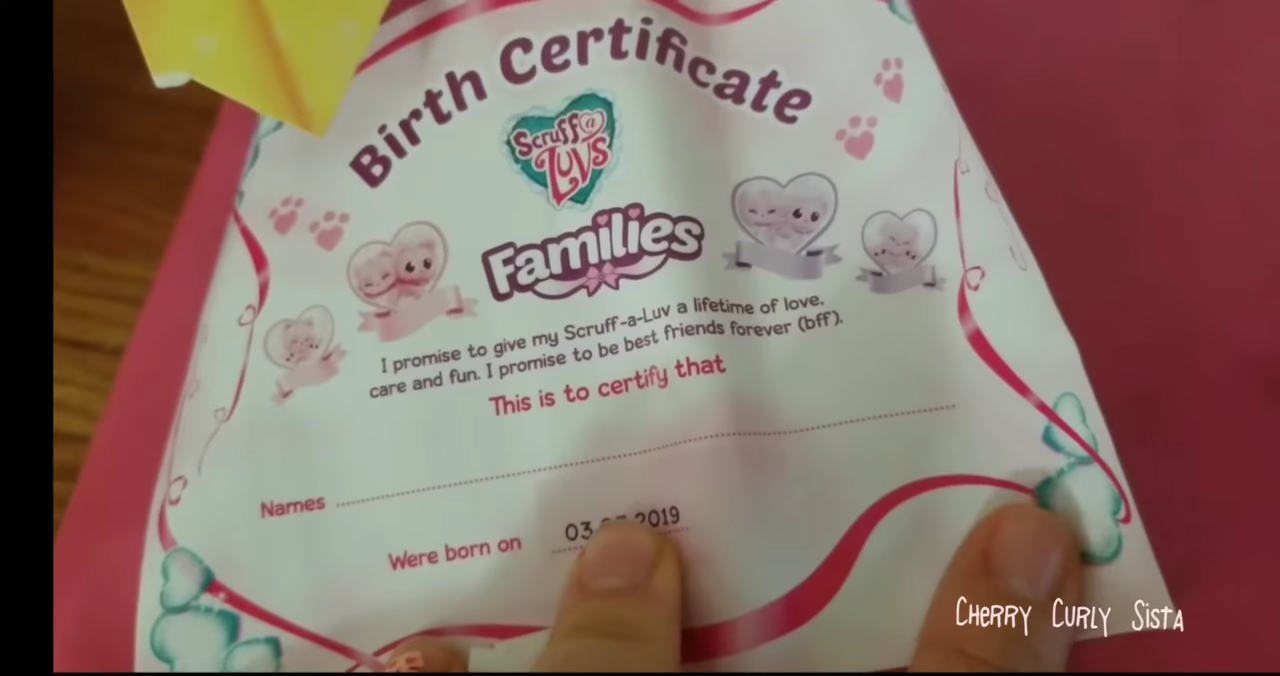 Birth Certificate
Scruff a
LUVS
Families
I promise to give my Scruff-a-Luv a lifetime of love,
care and fun. I promise to be best friends forever (bff).
This is to certify that
Names
Were born on 03 2019
CHERRY CURLY SISTA